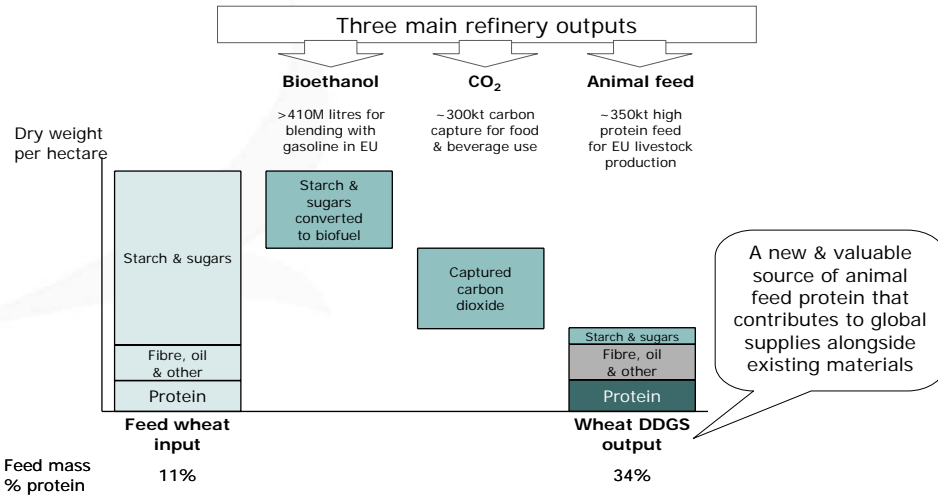 Three main refinery outputs
Bioethanol
>410M litres for
blending with
gasoline in EU
CO₂
~300kt carbon
capture for food
& beverage use
Animal feed
~350kt high
protein feed
for EU livestock
production
Dry weight
per hectare
Starch & sugars
Fibre, oil
& other
Protein
Starch &
sugars
converted
to biofuel
Captured
carbon
dioxide
Starch & sugars
Fibre, oil
& other
Protein
A new & valuable
source of animal
feed protein that
contributes to global
supplies alongside
existing materials
Feed wheat
input
Wheat DDGS
output
Feed mass
% protein
11%
34%